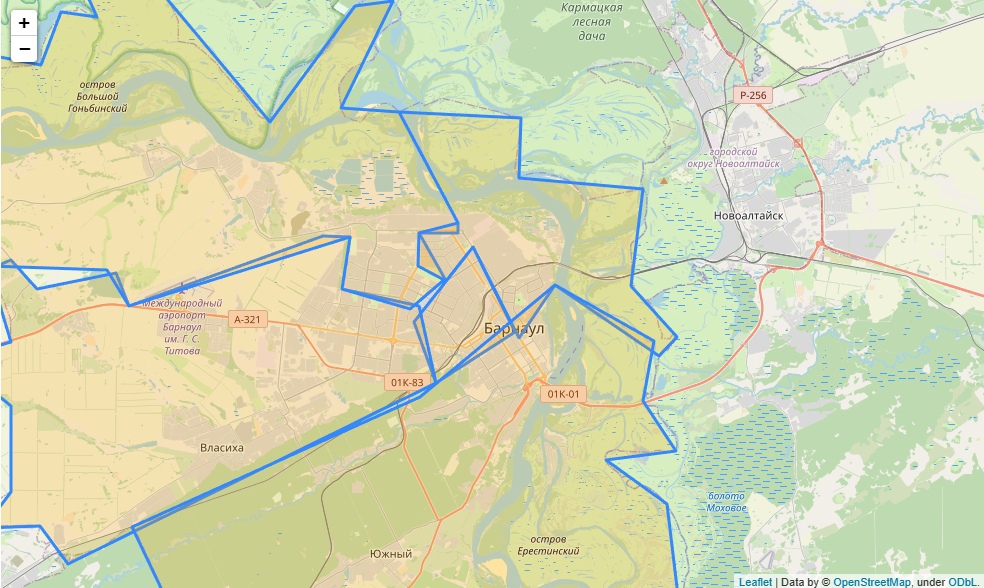 +
−
Кармацкая
лесная
дача
остров
Большой
Гоньбинский
Р-256
городской
округ Новоалтайск
Новоалтайск
Международный
аэропорт
Барнаул
им. Г. С.
Титова
А-321
Барнаул
01К-83
01К-01
Власиха
болото
Моховое
остров
Ерестинский
Южный
Leaflet | Data by © OpenStreetMap, under ODbL.